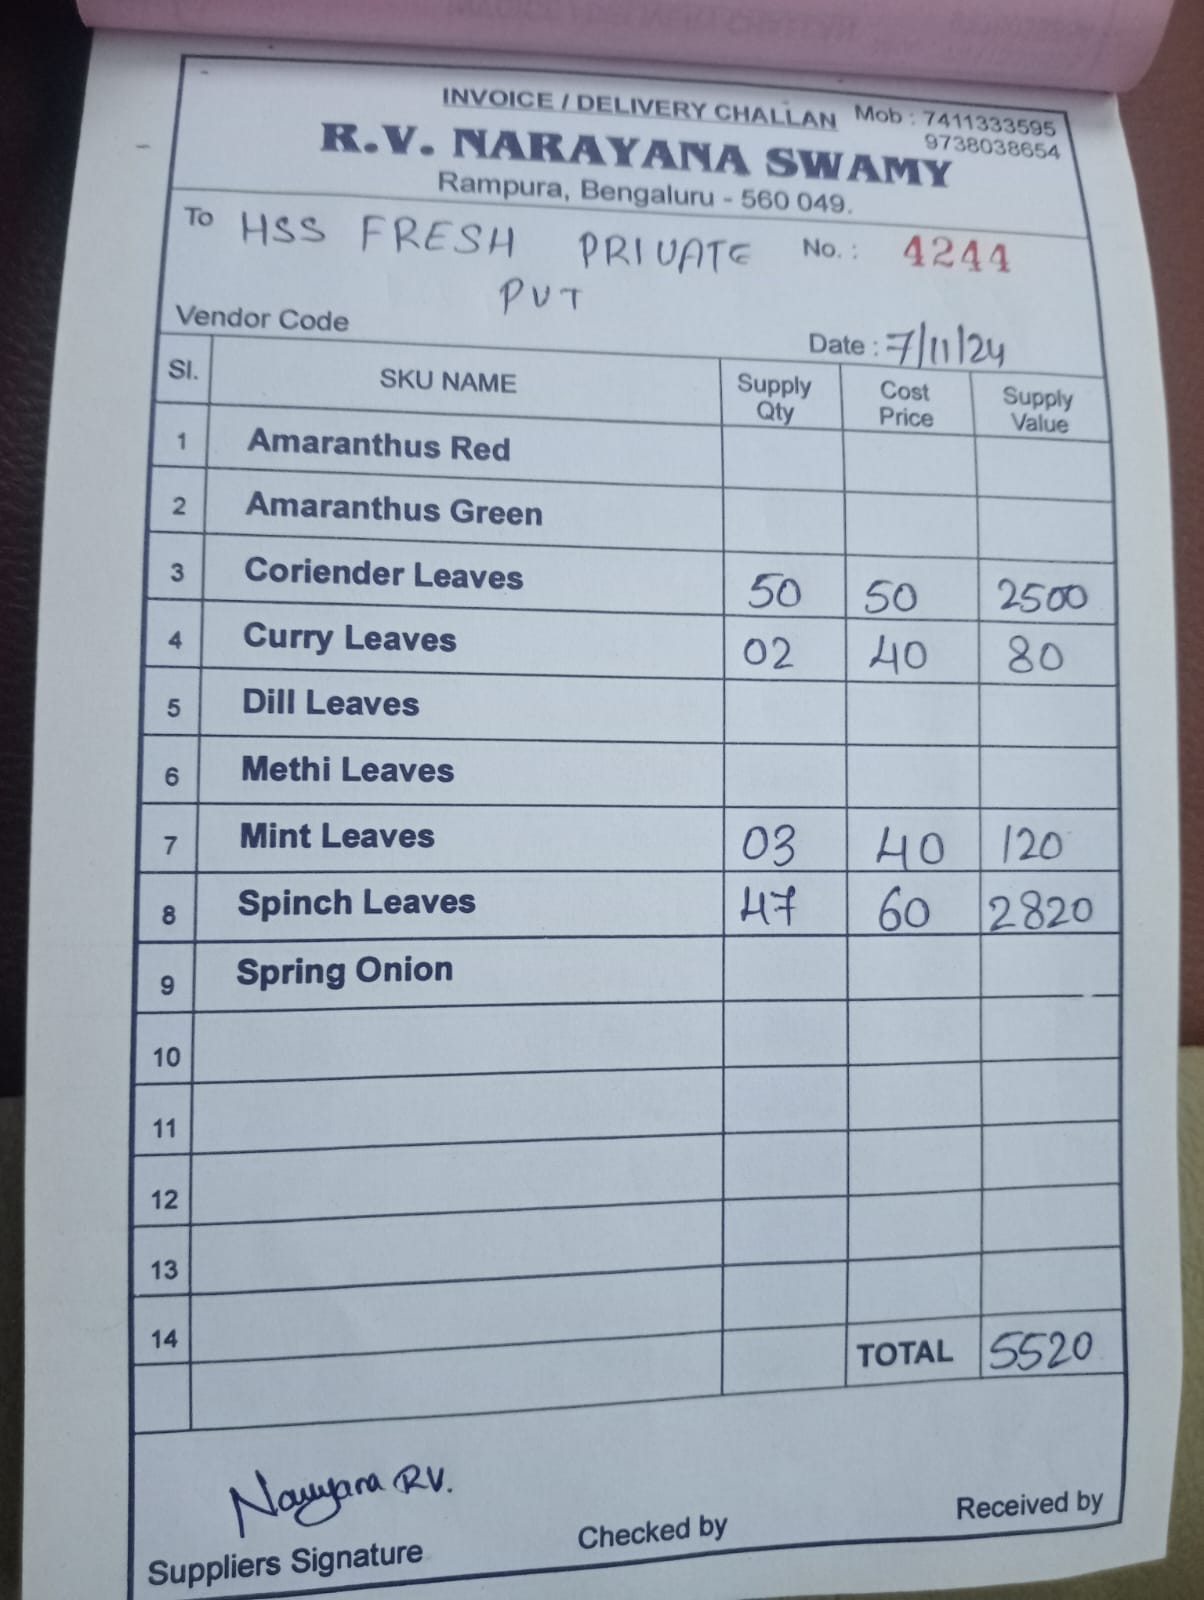 INVOICE / DELIVERY CHALLAN Mob : 7411333595
9738038654
R.V. NARAYANA SWAMY
Rampura, Bengaluru - 560 049.
To HSS FRESH PRIVATE No. : 4244
PVT
Vendor Code Date : 7/11/24
Sl. SKU NAME Supply Qty Cost Price Supply Value
1 Amaranthus Red
2 Amaranthus Green
3 Coriender Leaves 50 50 2500
4 Curry Leaves 02 40 80
5 Dill Leaves
6 Methi Leaves
7 Mint Leaves 03 40 120
8 Spinch Leaves 47 60 2820
9 Spring Onion
10
11
12
13
14
TOTAL 5520
Narayana RV.
Suppliers Signature Checked by Received by